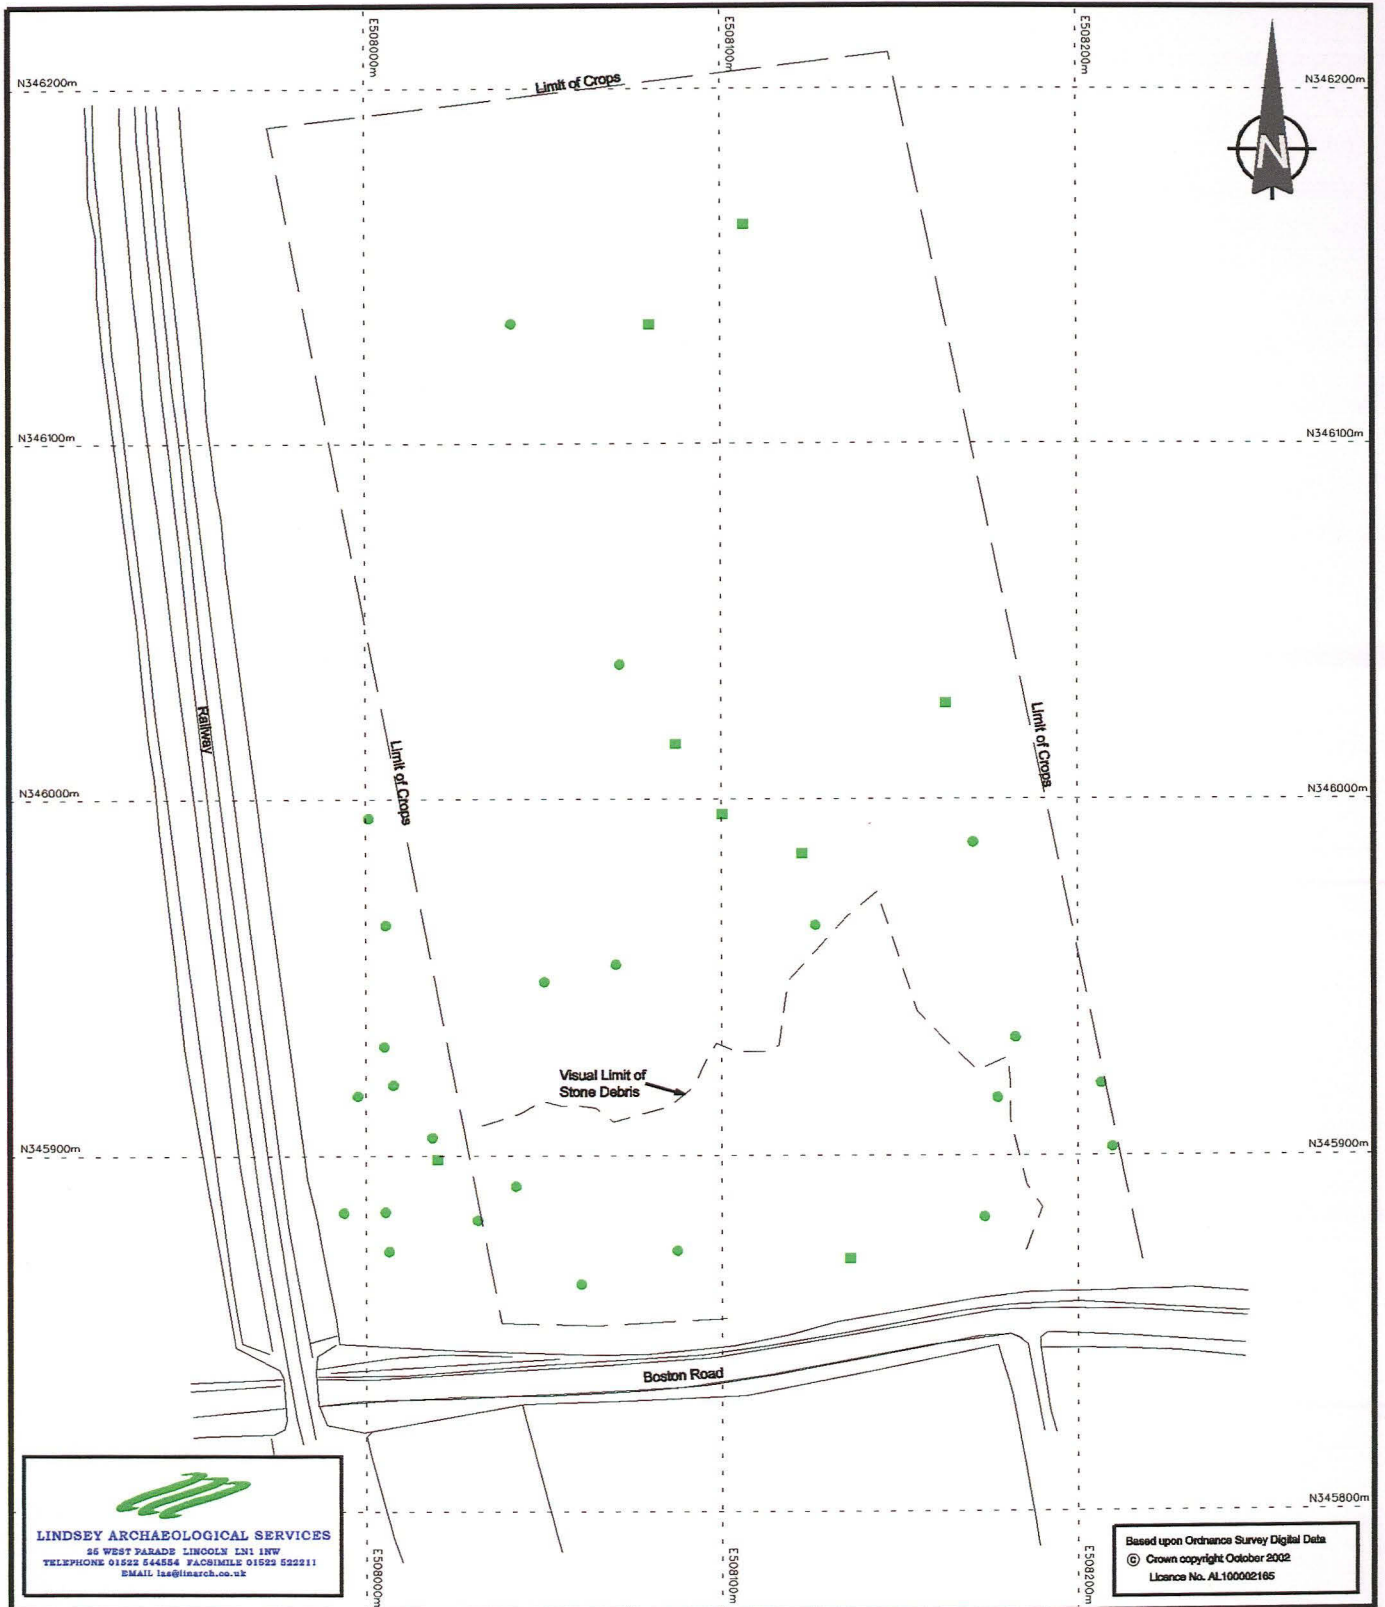 E508000m
E508100m
E508200m
N346200m
Limit of Crops
N346200m
N
N346100m
N346100m
Railway
Limit of Crops
Limit of Crops
N346000m
N346000m
Visual Limit of
Stone Debris
N345900m
N345900m
Boston Road
N345800m
LINDSEY ARCHAEOLOGICAL SERVICES
25 WEST PARADE LINCOLN LN1 1NW
TELEPHONE 01522 544554 FACSIMILE 01522 522211
EMAIL las@linarch.co.uk
E508000m
E508100m
E508200m
Based upon Ordnance Survey Digital Data
© Crown copyright October 2002
Licence No. AL100002165